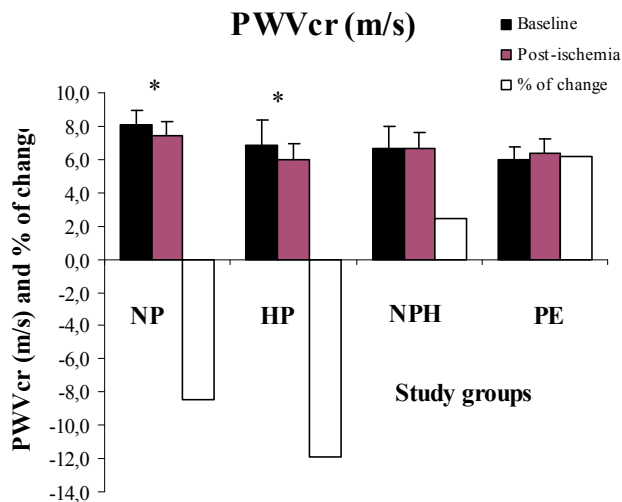 PWVcr (m/s)
Baseline
Post-ischemia
% of change
PWVcr (m/s) and % of change
10,0
8,0
6,0
4,0
2,0
0,0
-2,0
-4,0
-6,0
-8,0
-10,0
-12,0
-14,0
*
*
NP
HP
NPH
PE
Study groups